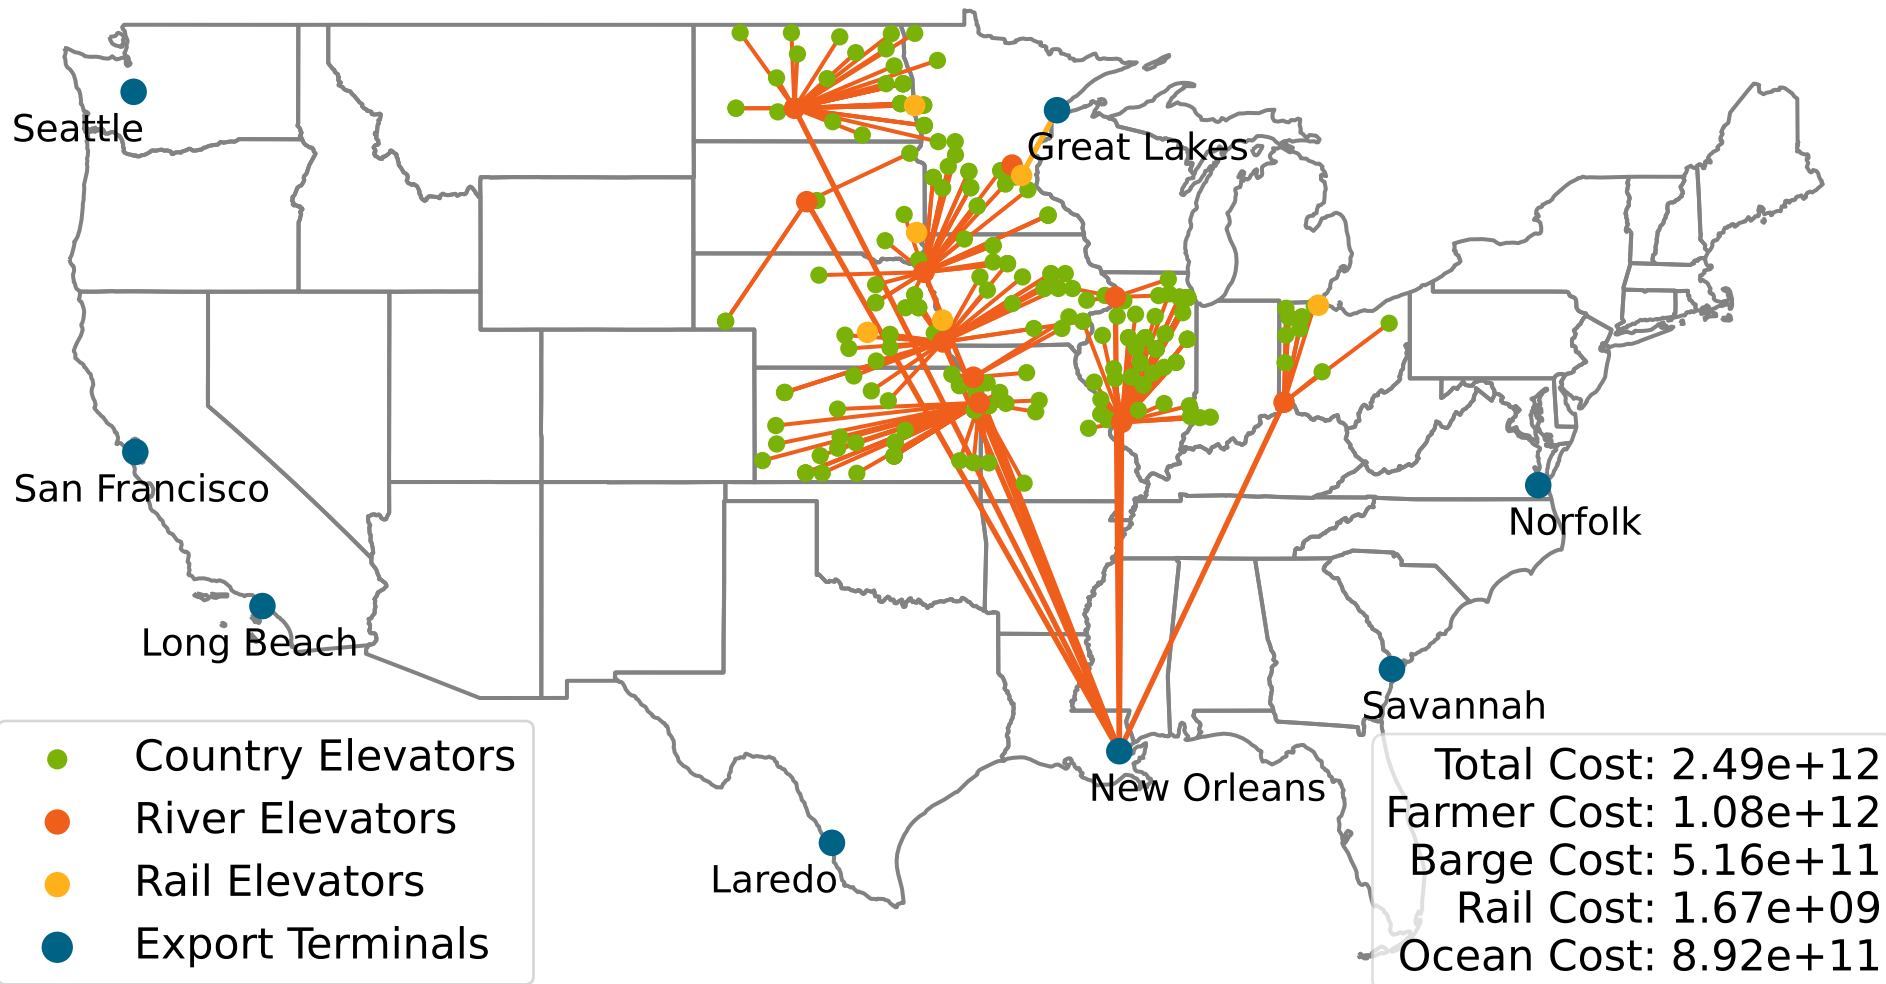 Seattle
Great Lakes
San Francisco
Norfolk
Long Beach
Savannah
New Orleans
Laredo
Country Elevators
River Elevators
Rail Elevators
Export Terminals
Total Cost: 2.49e+12
Farmer Cost: 1.08e+12
Barge Cost: 5.16e+11
Rail Cost: 1.67e+09
Ocean Cost: 8.92e+11